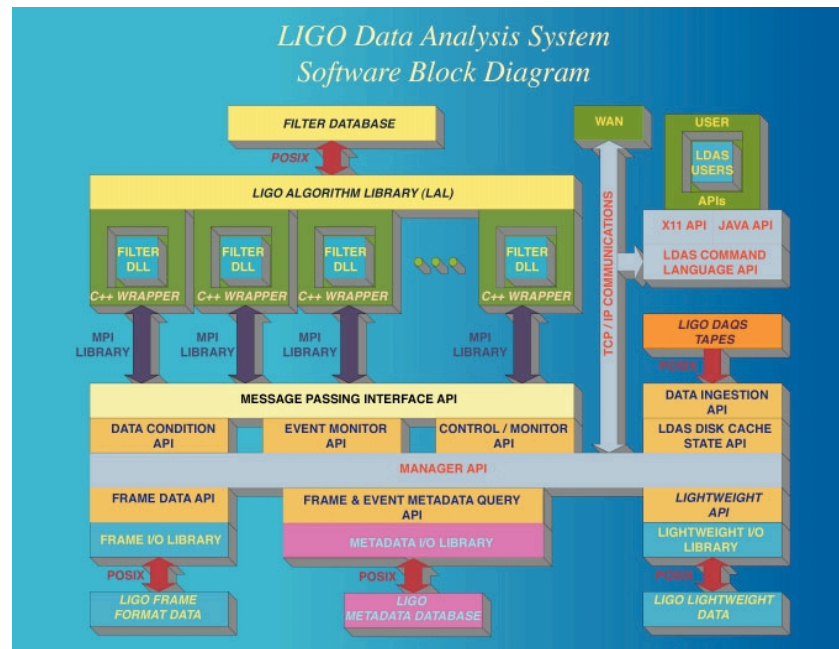 LIGO Data Analysis System
Software Block Diagram
FILTER DATABASE
WAN
USER
LDAS
USERS
APIs
POSIX
LIGO ALGORITHM LIBRARY (LAL)
FILTER
DLL
C++ WRAPPER
FILTER
DLL
C++ WRAPPER
FILTER
DLL
C++ WRAPPER
FILTER
DLL
C++ WRAPPER
TCP / IP COMMUNICATIONS
X11 API JAVA API
LDAS COMMAND
LANGUAGE API
MPI
LIBRARY
MPI
LIBRARY
MPI
LIBRARY
MPI
LIBRARY
LIGO DAQS
TAPES
POSIX
MESSAGE PASSING INTERFACE API
DATA INGESTION
API
DATA CONDITION
API
EVENT MONITOR
API
CONTROL / MONITOR
API
LDAS DISK CACHE
STATE API
MANAGER API
FRAME DATA API
FRAME & EVENT METADATA QUERY
API
LIGHTWEIGHT
API
FRAME I/O LIBRARY
METADATA I/O LIBRARY
LIGHTWEIGHT I/O
LIBRARY
POSIX
POSIX
POSIX
LIGO FRAME
FORMAT DATA
LIGO
METADATA DATABASE
LIGO LIGHTWEIGHT
DATA